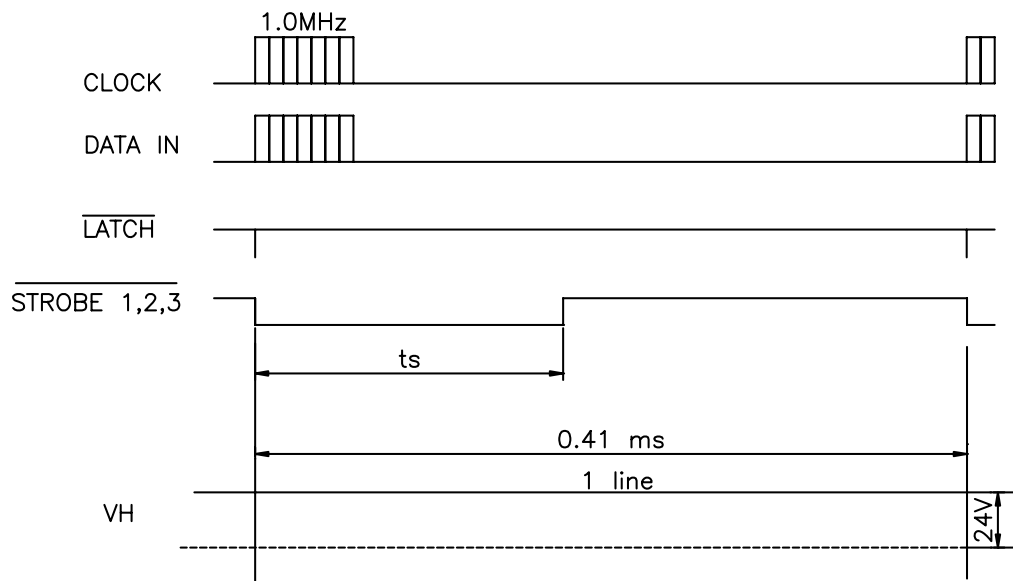 1.0MHz
CLOCK
DATA IN
LATCH
STROBE 1,2,3
ts
0.41 ms
1 line
VH
24V